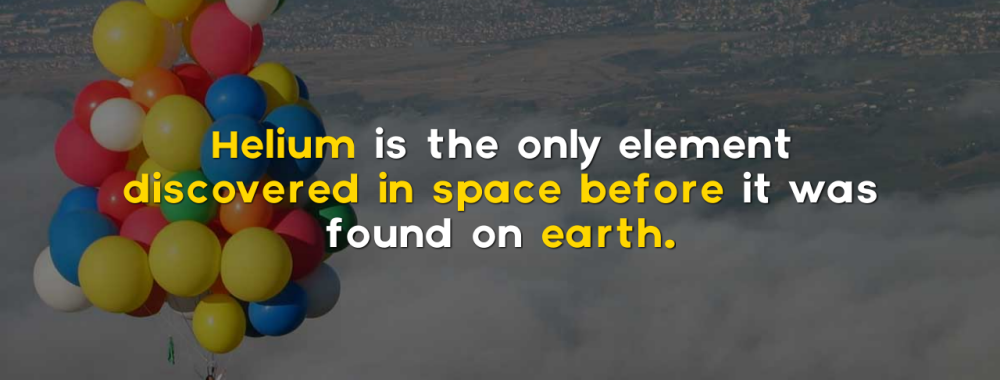 Helium is the only element
discovered in space before it was
found on earth.